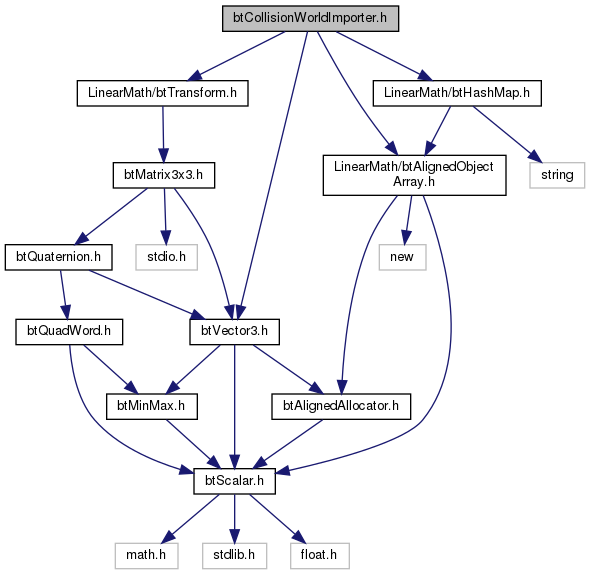 btCollisionWorldImporter.h
LinearMath/btTransform.h
LinearMath/btHashMap.h
btMatrix3x3.h
LinearMath/btAlignedObject
Array.h
string
btQuaternion.h
stdio.h
new
btQuadWord.h
btVector3.h
btMinMax.h
btAlignedAllocator.h
btScalar.h
math.h
stdlib.h
float.h